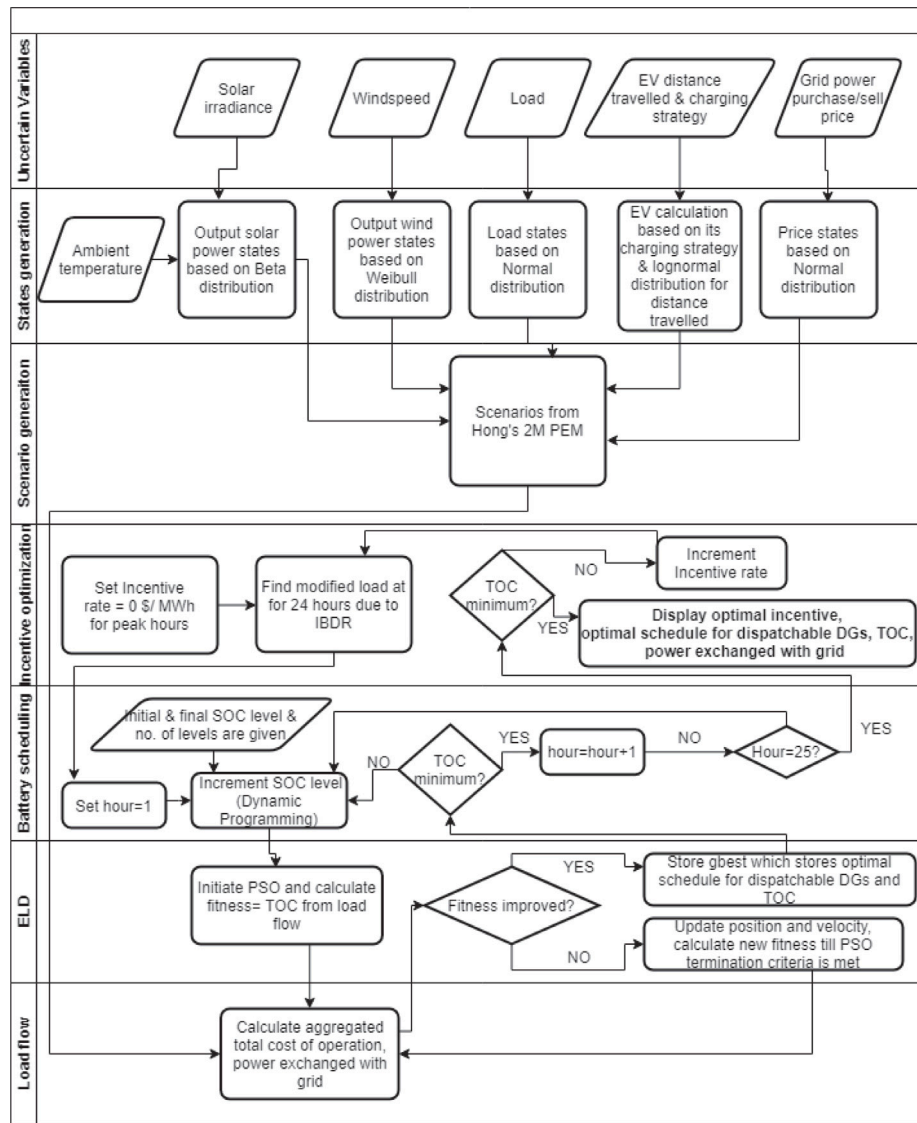 Uncertain Variables
Solar
irradiance
Windspeed
Load
EV distance
travelled & charging
strategy
Grid power
purchase/sell
price
States generation
Ambient
temperature
Output solar
power states
based on Beta
distribution
Output wind
power states
based on
Weibull
distribution
Load states
based on
Normal
distribution
EV calculation
based on its
charging strategy
& lognormal
distribution for
distance
travelled
Price states
based on
Normal
distribution
Scenario generaiton
Scenarios from
Hong's 2M PEM
Incentive optimization
Set Incentive
rate = 0 $/ MWh
for peak hours
Find modified load at
for 24 hours due to
IBDR
TOC
minimum?
NO
Increment
Incentive rate
YES
Display optimal incentive,
optimal schedule for dispatchable DGs, TOC,
power exchanged with grid
Battery scheduling
Initial & final SOC level &
no. of levels are given
Set hour=1
Increment SOC level
(Dynamic
Programming)
NO
TOC
minimum?
YES
hour=hour+1
NO
Hour=25?
YES
ELD
Initiate PSO and calculate
fitness= TOC from load
flow
Fitness improved?
YES
Store gbest which stores optimal
schedule for dispatchable DGs and
TOC
NO
Update position and velocity,
calculate new fitness till PSO
termination criteria is met
Load flow
Calculate aggregated
total cost of operation,
power exchanged with
grid